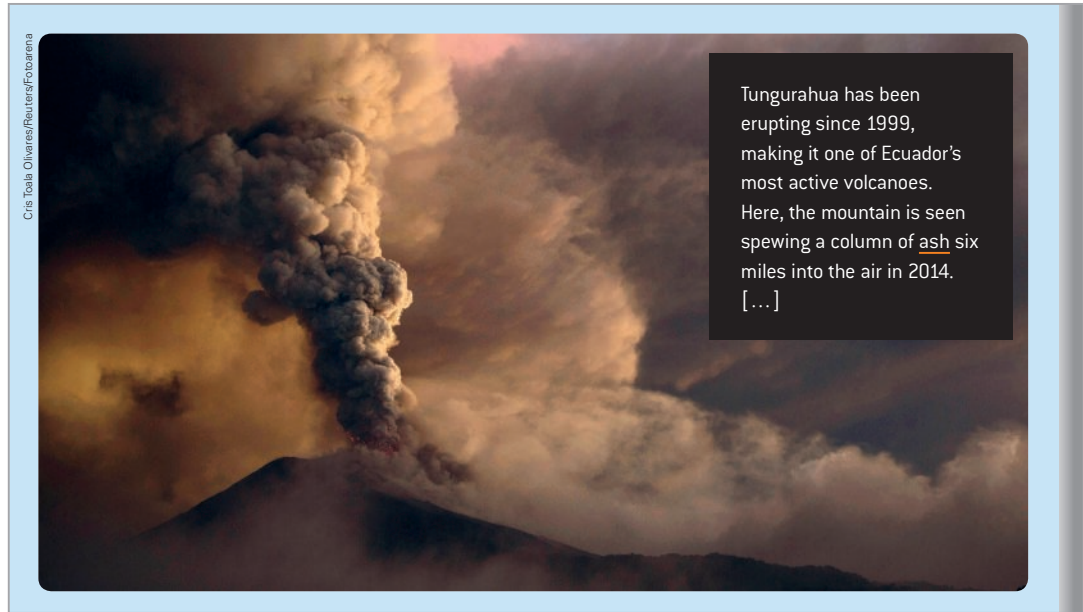 Cris Toala Olivares/Reuters/Fotoarena
Tungurahua has been
erupting since 1999,
making it one of Ecuador's
most active volcanoes.
Here, the mountain is seen
spewing a column of ash six
miles into the air in 2014.
[…]